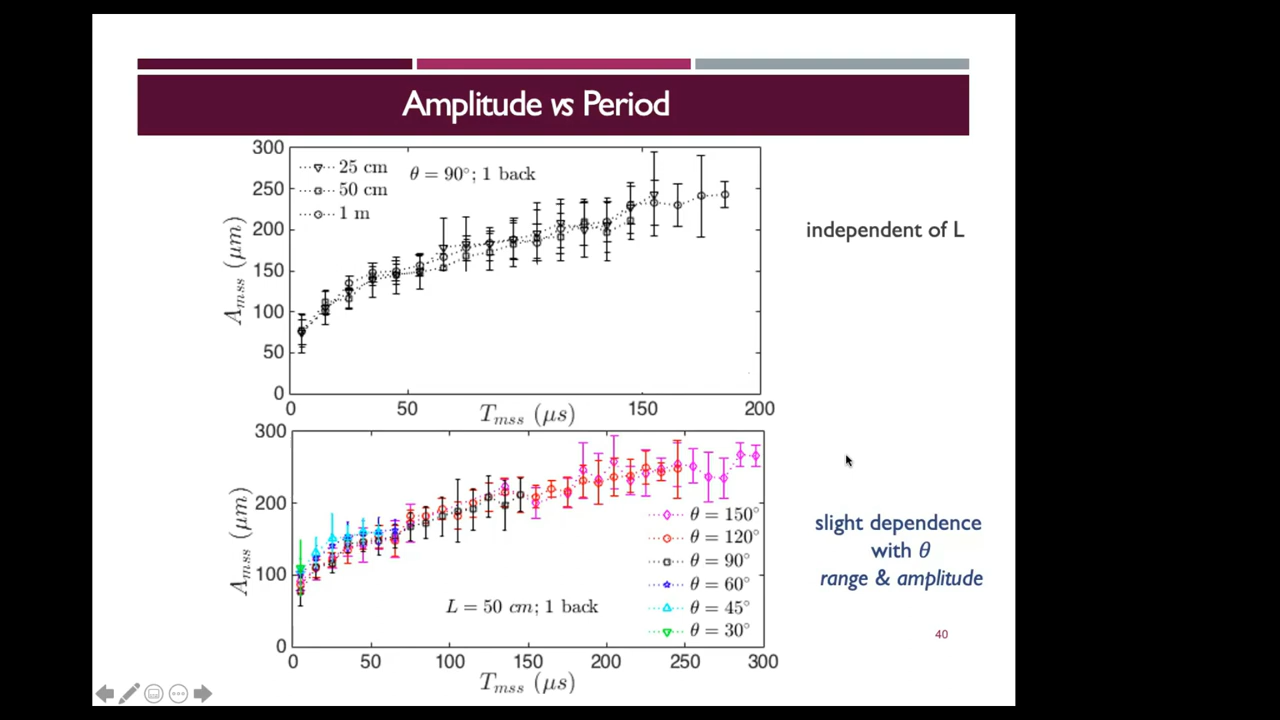 Amplitude vs Period
300
250
200
150
100
50
0
A_mss (μm)
25 cm
50 cm
1 m
θ = 90°; 1 back
0 50 150 200
T_mss (μs)
independent of L
300
200
100
0
A_mss (μm)
θ = 150°
θ = 120°
θ = 90°
θ = 60°
θ = 45°
θ = 30°
L = 50 cm; 1 back
0 50 100 150 200 250 300
T_mss (μs)
slight dependence
with θ
range & amplitude
40